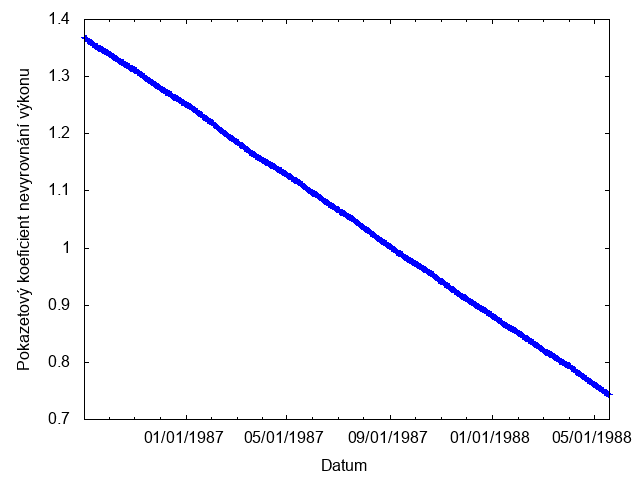 1.4
1.3
1.2
1.1
1
0.9
0.8
0.7
Pokazetový koeficient nevyrovnání výkonu
01/01/1987 05/01/1987 09/01/1987 01/01/1988 05/01/1988
Datum